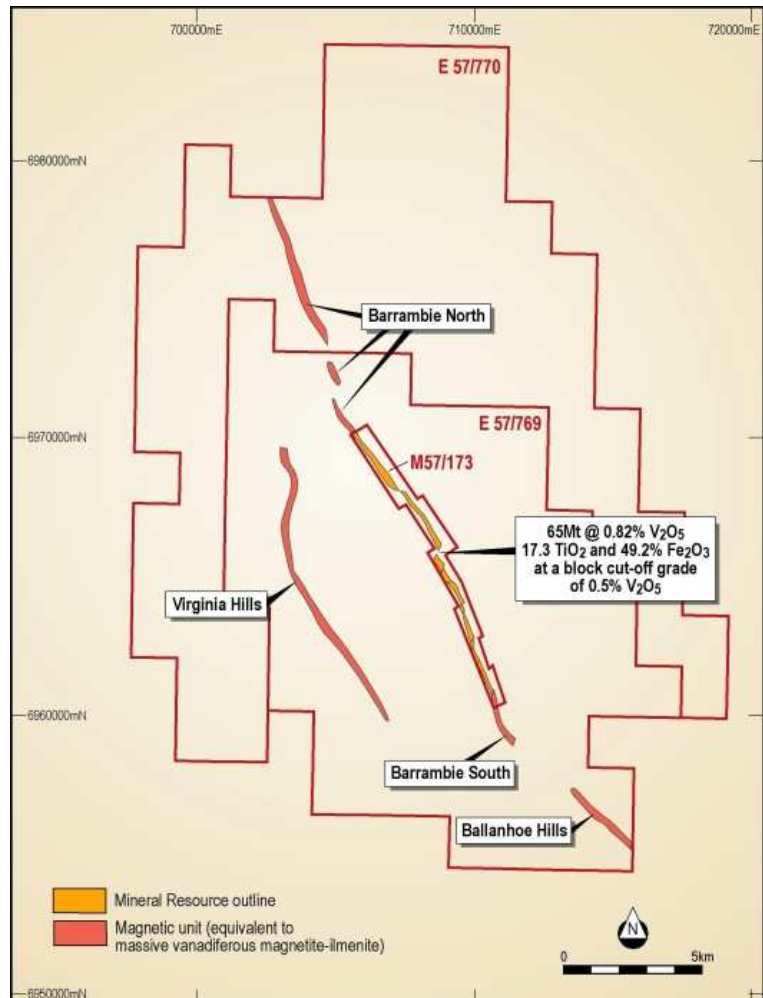 700000mE
710000mE
720000mE
E 57/770
6980000mN
Barrambie North
E 57/769
6970000mN
M57/173
65Mt @ 0.82% V₂O₅
17.3 TiO₂ and 49.2% Fe₂O₃
at a block cut-off grade
of 0.5% V₂O₅
Virginia Hills
6960000mN
Barrambie South
Ballanhoe Hills
Mineral Resource outline
Magnetic unit (equivalent to
massive vanadiferous magnetite-ilmenite)
N
0
5km
6950000mN